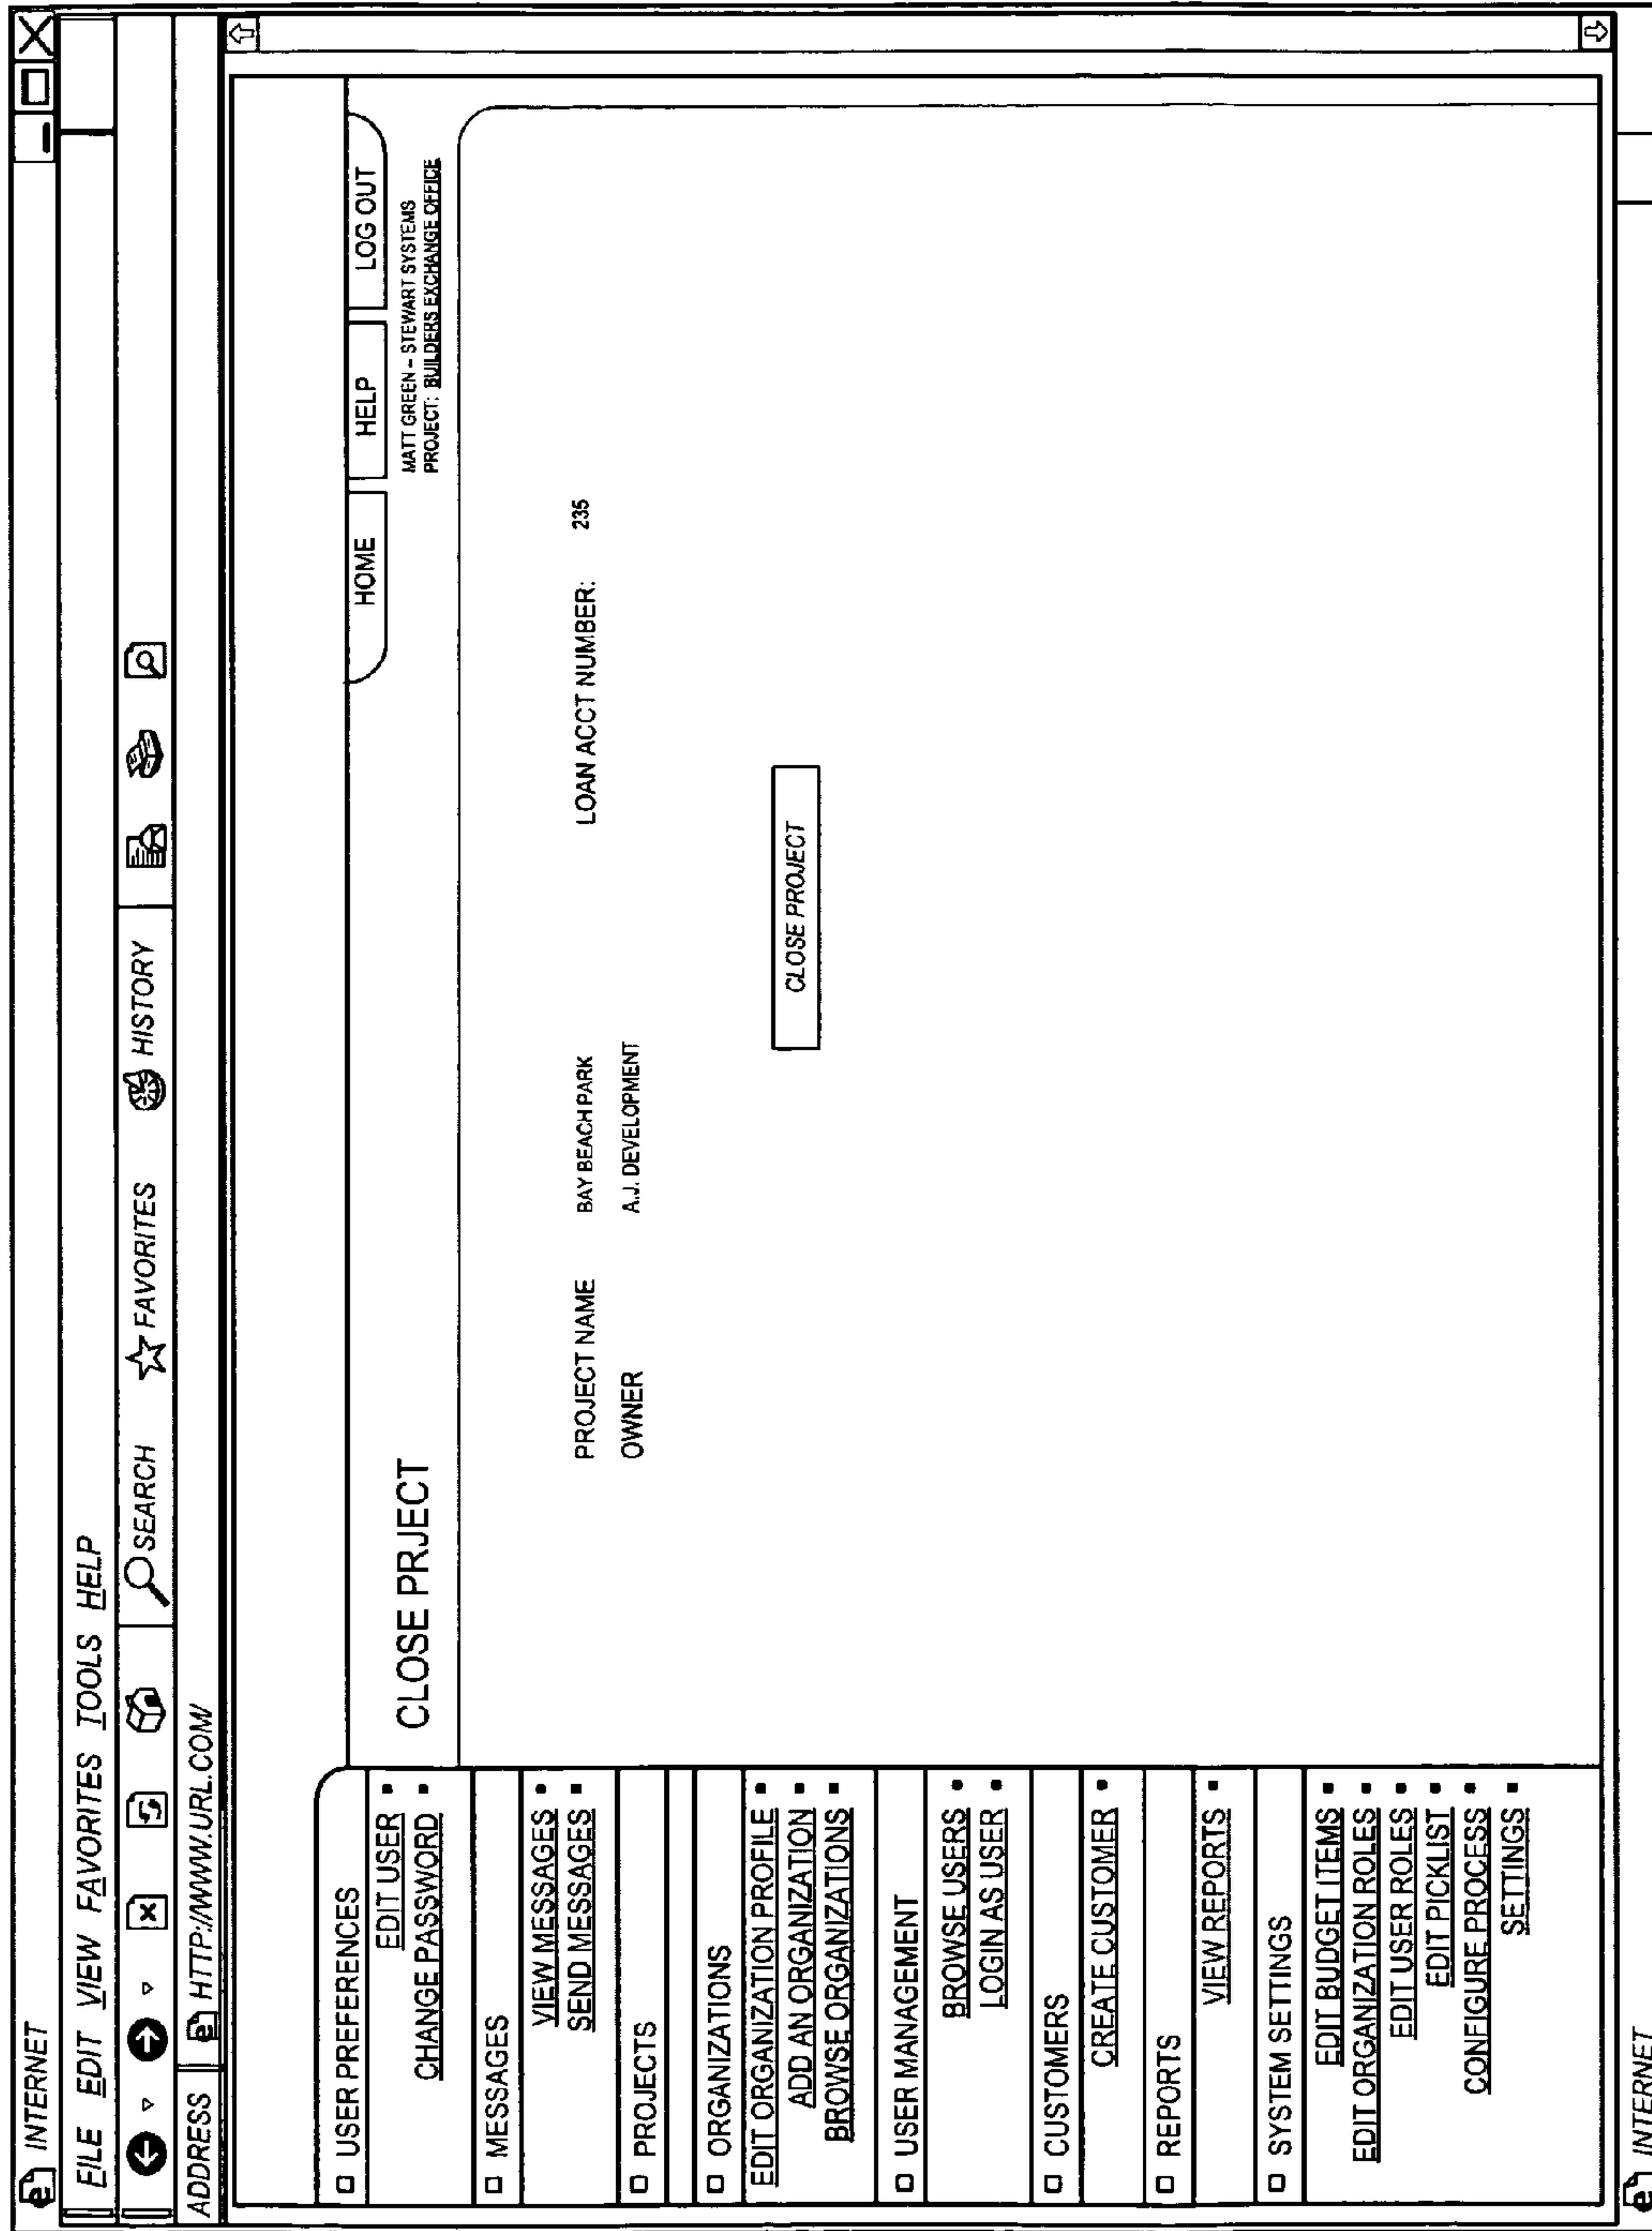 INTERNET
FILE EDIT VIEW FAVORITES TOOLS HELP
SEARCH FAVORITES HISTORY
ADDRESS HTTP://WWW.URL.COM/
HOME HELP LOG OUT
MATT GREEN – STEWART SYSTEMS
PROJECT: BUILDERS EXCHANGE OFFICE
USER PREFERENCES
EDIT USER
CHANGE PASSWORD
MESSAGES
VIEW MESSAGES
SEND MESSAGES
PROJECTS
ORGANIZATIONS
EDIT ORGANIZATION PROFILE
ADD AN ORGANIZATION
BROWSE ORGANIZATIONS
USER MANAGEMENT
BROWSE USERS
LOGIN AS USER
CUSTOMERS
CREATE CUSTOMER
REPORTS
VIEW REPORTS
SYSTEM SETTINGS
EDIT BUDGET ITEMS
EDIT ORGANIZATION ROLES
EDIT USER ROLES
EDIT PICKLIST
CONFIGURE PROCESS
SETTINGS
CLOSE PRJECT
PROJECT NAME BAY BEACH PARK LOAN ACCT NUMBER: 235
OWNER A.J. DEVELOPMENT
CLOSE PROJECT
INTERNET